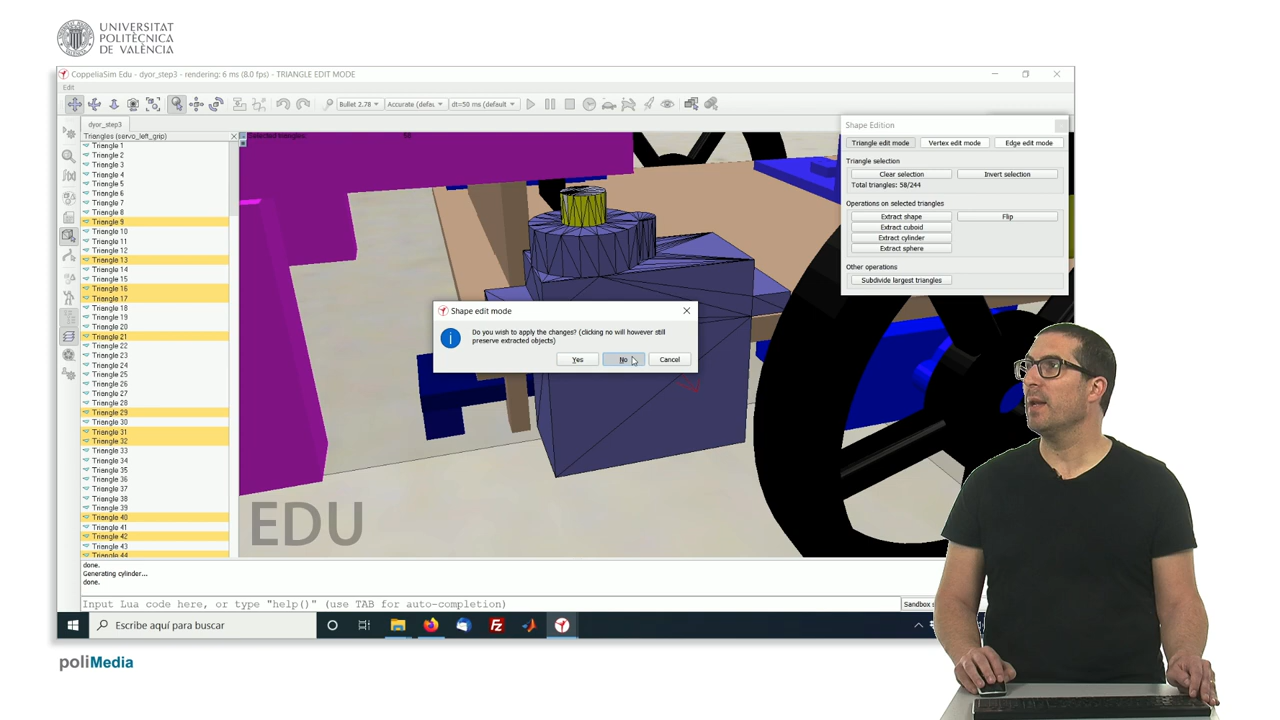 UNIVERSITAT
POLITÈCNICA
DE VALÈNCIA
CoppeliaSim Edu - dyor_step3 - rendering: 6 ms (8.0 fps) - TRIANGLE EDIT MODE
Edit
Bullet 2.78
Accurate (defau
dt=50 ms (default
dyor_step3
Triangles (servo_left_grip)
Selected triangles
58
Triangle 1
Triangle 2
Triangle 3
Triangle 4
Triangle 5
Triangle 6
Triangle 7
Triangle 8
Triangle 9
Triangle 10
Triangle 11
Triangle 12
Triangle 13
Triangle 14
Triangle 15
Triangle 16
Triangle 17
Triangle 18
Triangle 19
Triangle 20
Triangle 21
Triangle 22
Triangle 23
Triangle 24
Triangle 25
Triangle 26
Triangle 27
Triangle 28
Triangle 29
Triangle 30
Triangle 31
Triangle 32
Triangle 33
Triangle 34
Triangle 35
Triangle 36
Triangle 37
Triangle 38
Triangle 39
Triangle 40
Triangle 41
Triangle 42
Triangle 43
Triangle 44
Shape Edition
Triangle edit mode
Vertex edit mode
Edge edit mode
Triangle selection
Clear selection
Invert selection
Total triangles: 58/244
Operations on selected triangles
Extract shape
Flip
Extract cuboid
Extract cylinder
Extract sphere
Other operations
Subdivide largest triangles
Shape edit mode
Do you wish to apply the changes? (clicking no will however still
preserve extracted objects)
Yes
No
Cancel
EDU
done.
Generating cylinder...
done.
Input Lua code here, or type "help()" (use TAB for auto-completion)
Sandbox s
Escribe aquí para buscar
poliMedia